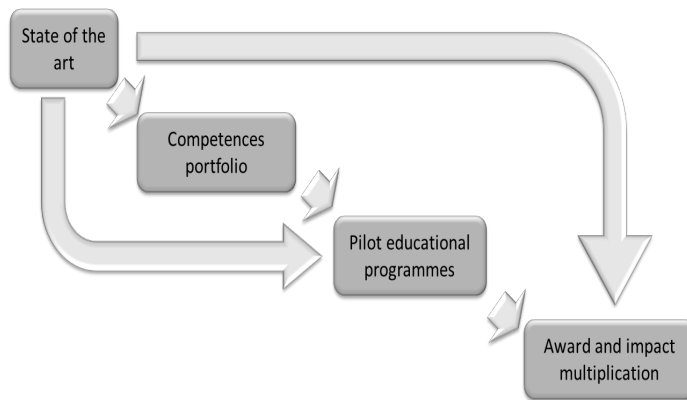 State of the
art
Competences
portfolio
Pilot educational
programmes
Award and impact
multiplication